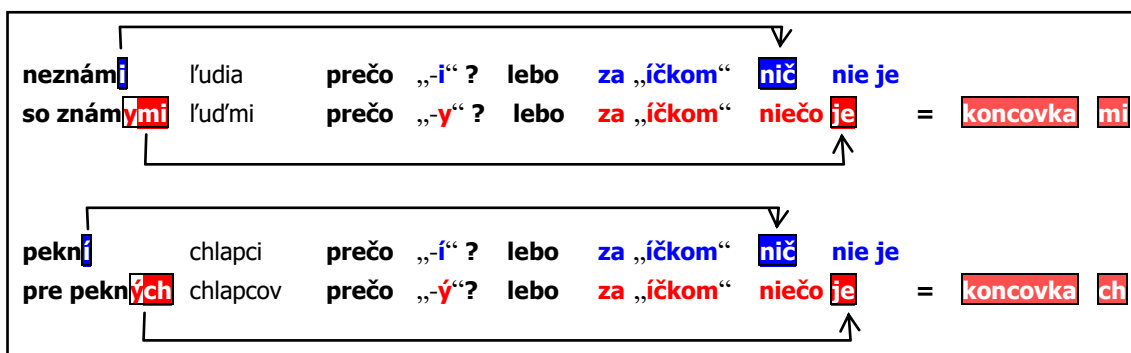 neznámi ľudia prečo „-i“ ? lebo za „íčkom“ nič nie je
so známymi ľuďmi prečo „-y“ ? lebo za „íčkom“ niečo je = koncovka mi
pekní chlapci prečo „-í“ ? lebo za „íčkom“ nič nie je
pre pekných chlapcov prečo „-ý“? lebo za „íčkom“ niečo je = koncovka ch